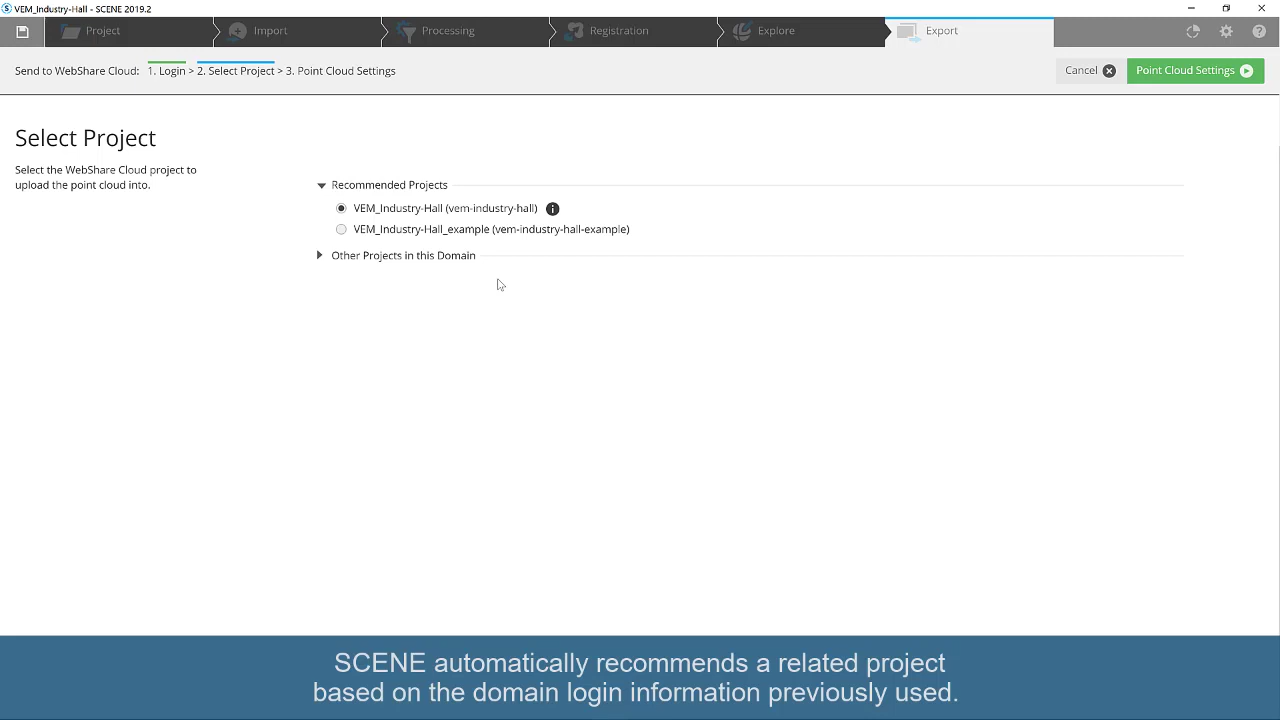 VEM_Industry-Hall - SCENE 2019.2
Project
Import
Processing
Registration
Explore
Export
Send to WebShare Cloud: 1. Login > 2. Select Project > 3. Point Cloud Settings
Cancel
Point Cloud Settings
Select Project
Select the WebShare Cloud project to
upload the point cloud into.
Recommended Projects
VEM_Industry-Hall (vem-industry-hall)
VEM_Industry-Hall_example (vem-industry-hall-example)
Other Projects in this Domain
SCENE automatically recommends a related project
based on the domain login information previously used.